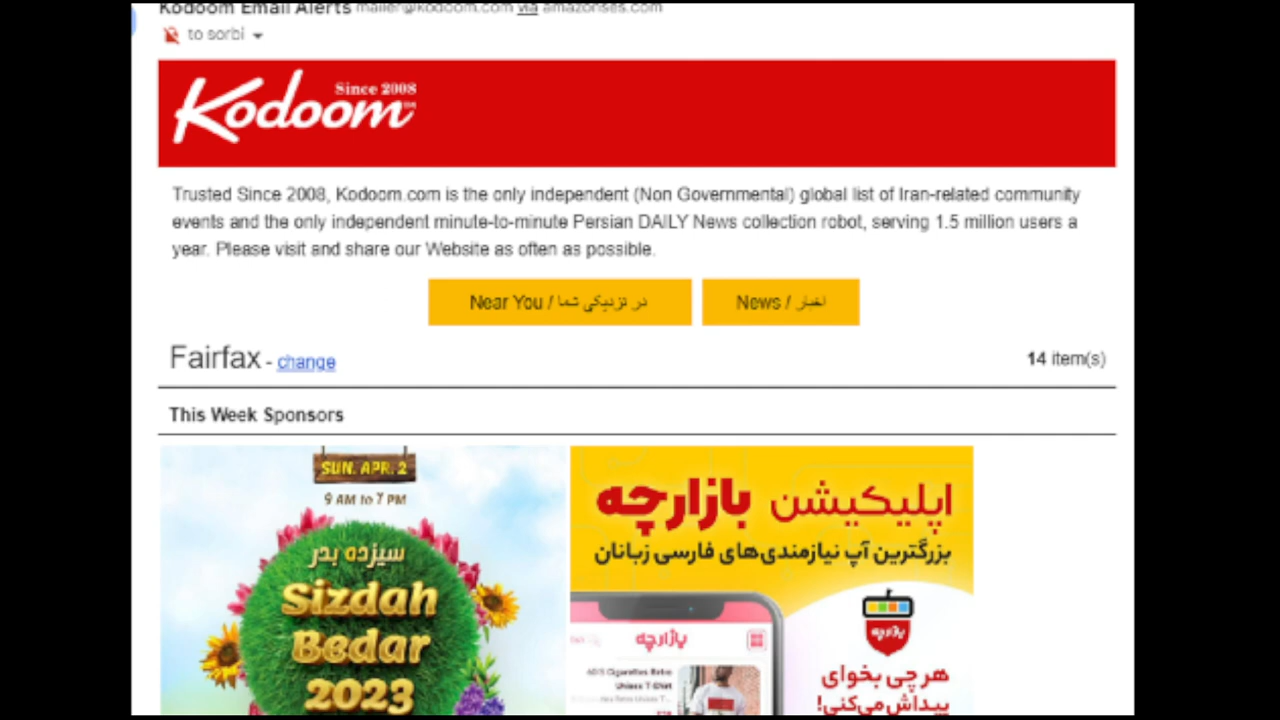 Kodoom Email Alerts mailer@kodoom.com via amazonses.com
to sorbi
Kodoom
Since 2008
Trusted Since 2008, Kodoom.com is the only independent (Non Governmental) global list of Iran-related community
events and the only independent minute-to-minute Persian DAILY News collection robot, serving 1.5 million users a
year. Please visit and share our Website as often as possible.
Near You / در نزدیکی شما
News / اخبار
Fairfax - change
14 item(s)
This Week Sponsors
SUN. APR. 2
9 AM to 7 PM
سیزده بدر
Sizdah
Bedar
2023
اپلیکیشن بازارچه
بزرگترین آپ نیازمندی‌های فارسی زبانان
بازارچه
بازارچه
هر چی بخوای
پیداش می‌کنی!
Unisex T-Shirt